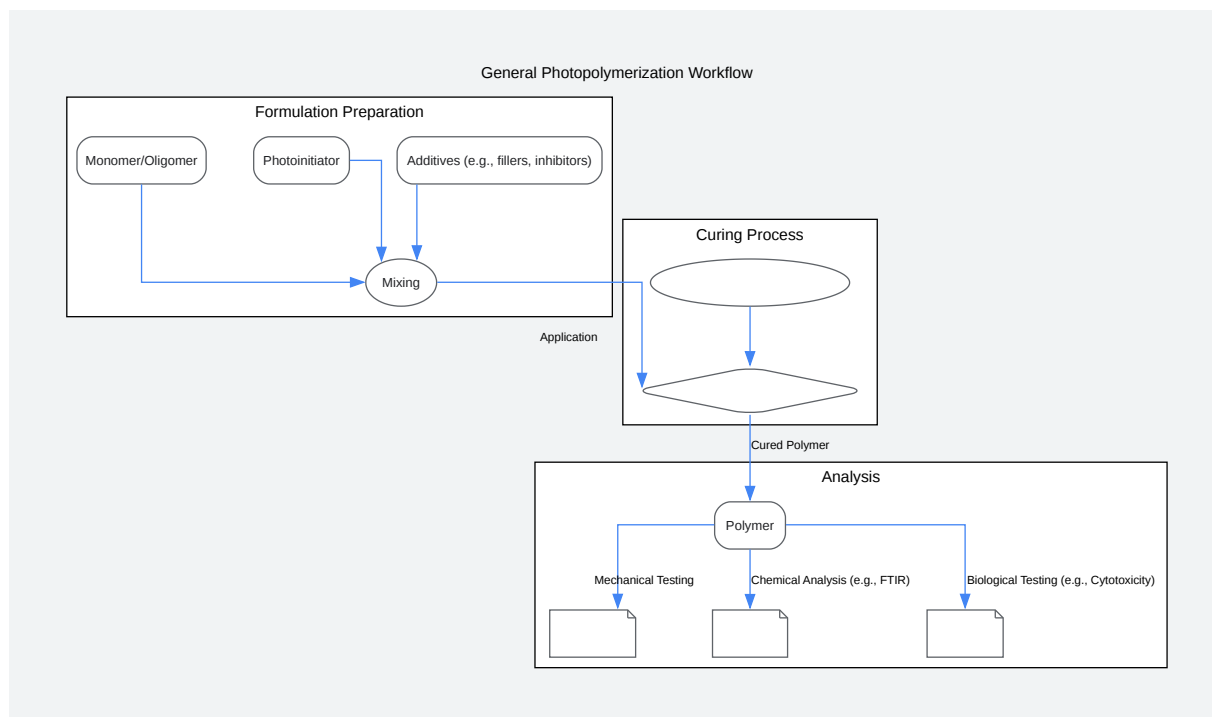 General Photopolymerization Workflow
Formulation Preparation
Monomer/Oligomer
Photoinitiator
Additives (e.g., fillers, inhibitors)
Mixing
Curing Process
Application
Cured Polymer
Analysis
Polymer
Mechanical Testing
Chemical Analysis (e.g., FTIR)
Biological Testing (e.g., Cytotoxicity)